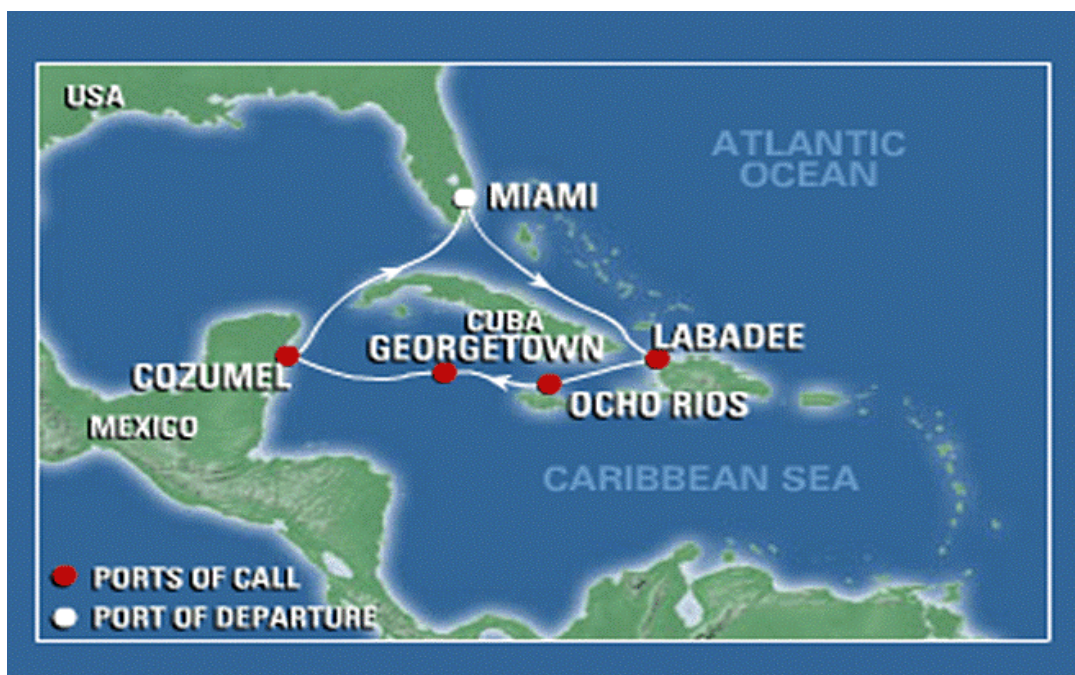 USA
ATLANTIC
OCEAN
MIAMI
CUBA
LABADEE
GEORGETOWN
COZUMEL
OCHO RIOS
MEXICO
CARIBBEAN SEA
PORTS OF CALL
PORT OF DEPARTURE